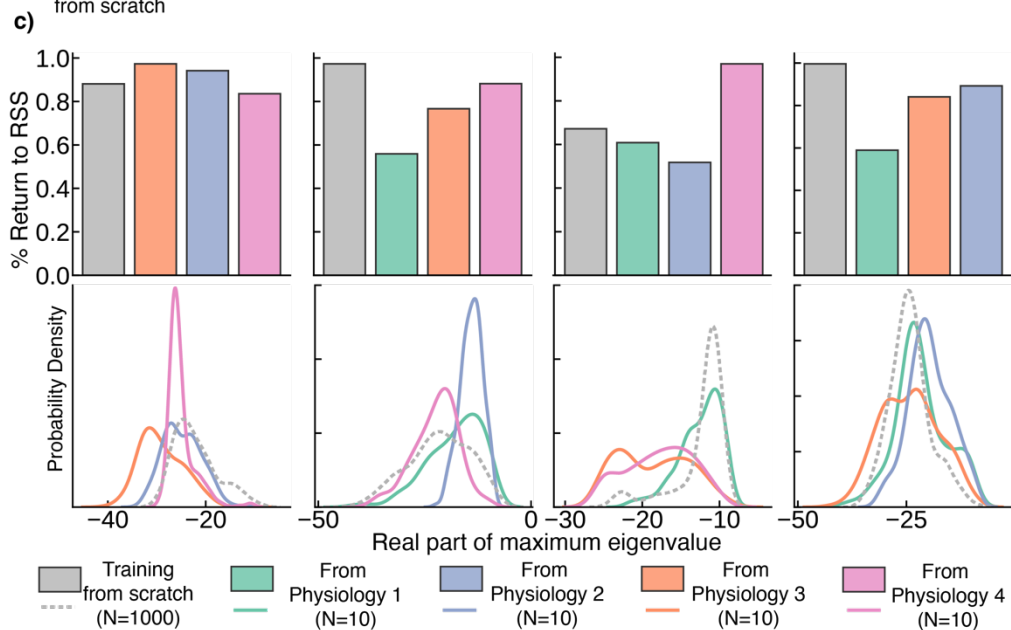 from scratch
c)
% Return to RSS
1.0
0.8
0.6
0.4
0.2
0.0
Probability Density
−40 −20
−50 0
−30 −20 −10
−50 −25
Real part of maximum eigenvalue
Training
from scratch
(N=1000)
From
Physiology 1
(N=10)
From
Physiology 2
(N=10)
From
Physiology 3
(N=10)
From
Physiology 4
(N=10)